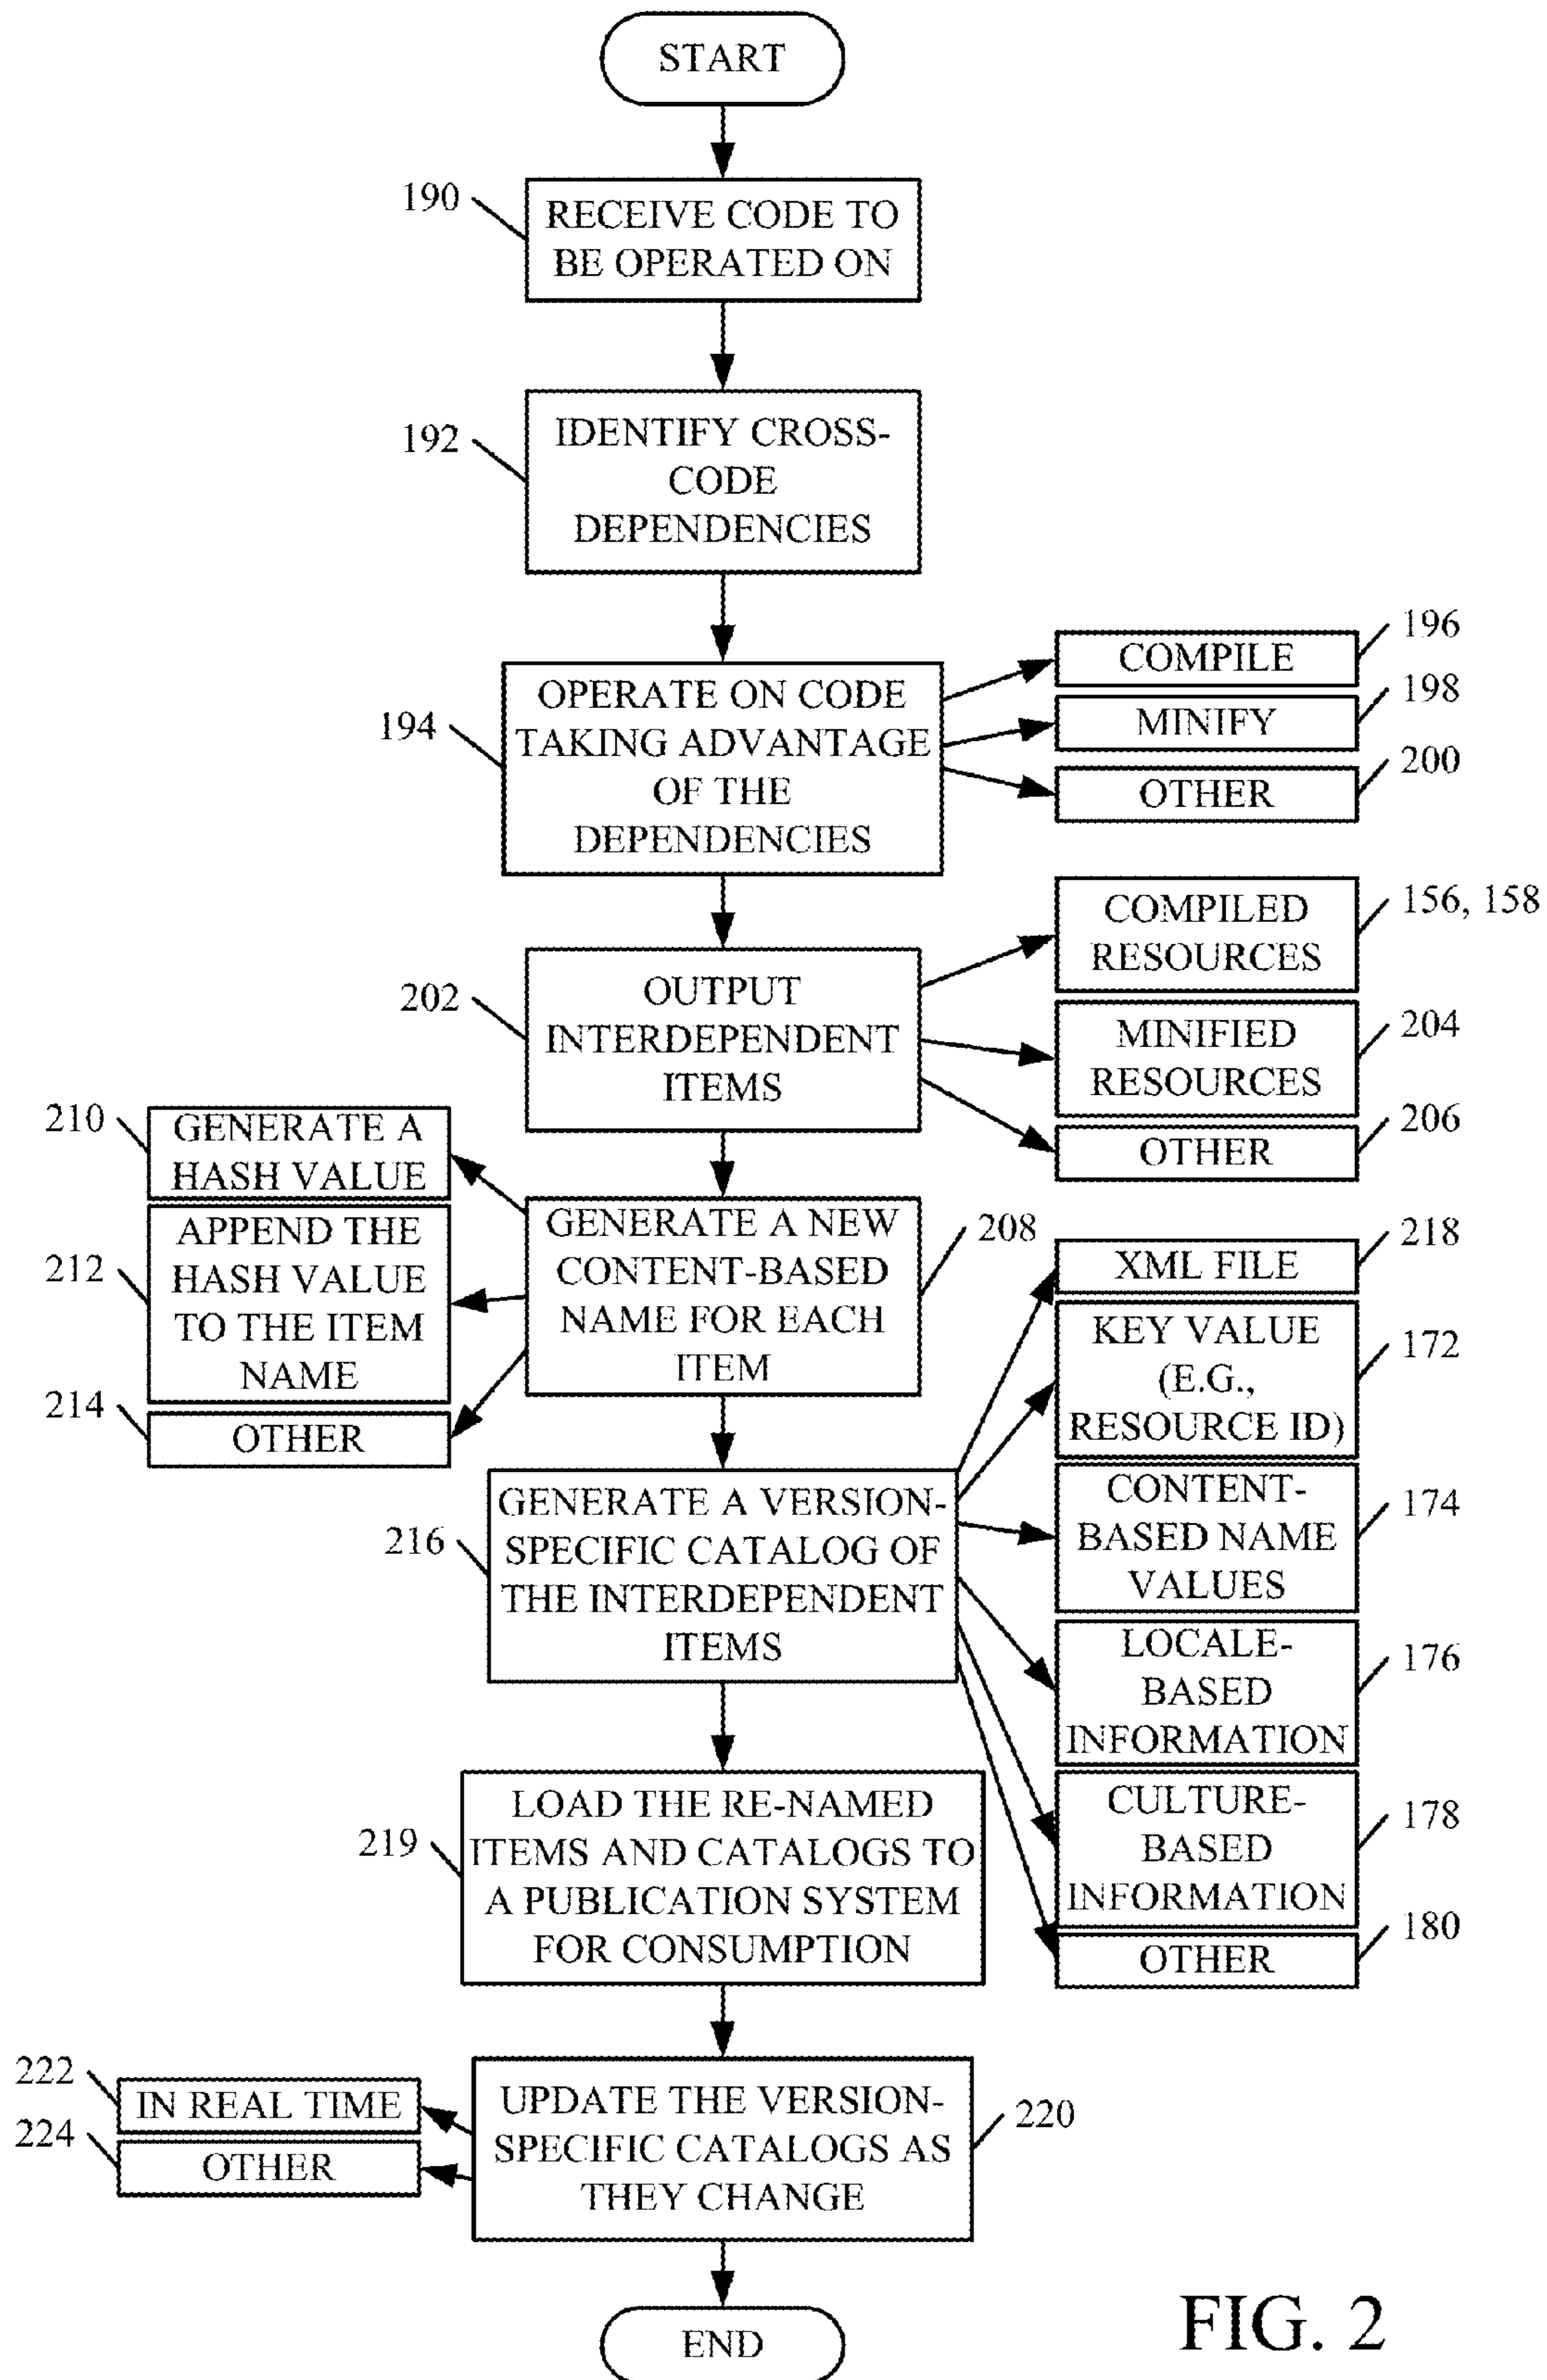 START
190
RECEIVE CODE TO
BE OPERATED ON
192
IDENTIFY CROSS-
CODE
DEPENDENCIES
194
OPERATE ON CODE
TAKING ADVANTAGE
OF THE
DEPENDENCIES
COMPILE
196
MINIFY
198
OTHER
200
202
OUTPUT
INTERDEPENDENT
ITEMS
COMPILED
RESOURCES
156, 158
MINIFIED
RESOURCES
204
OTHER
206
208
GENERATE A NEW
CONTENT-BASED
NAME FOR EACH
ITEM
210
GENERATE A
HASH VALUE
212
APPEND THE
HASH VALUE
TO THE ITEM
NAME
214
OTHER
216
GENERATE A VERSION-
SPECIFIC CATALOG OF
THE INTERDEPENDENT
ITEMS
XML FILE
218
KEY VALUE
(E.G.,
RESOURCE ID)
172
CONTENT-
BASED NAME
VALUES
174
LOCALE-
BASED
INFORMATION
176
CULTURE-
BASED
INFORMATION
178
OTHER
180
219
LOAD THE RE-NAMED
ITEMS AND CATALOGS TO
A PUBLICATION SYSTEM
FOR CONSUMPTION
220
UPDATE THE VERSION-
SPECIFIC CATALOGS AS
THEY CHANGE
222
IN REAL TIME
224
OTHER
END
FIG. 2